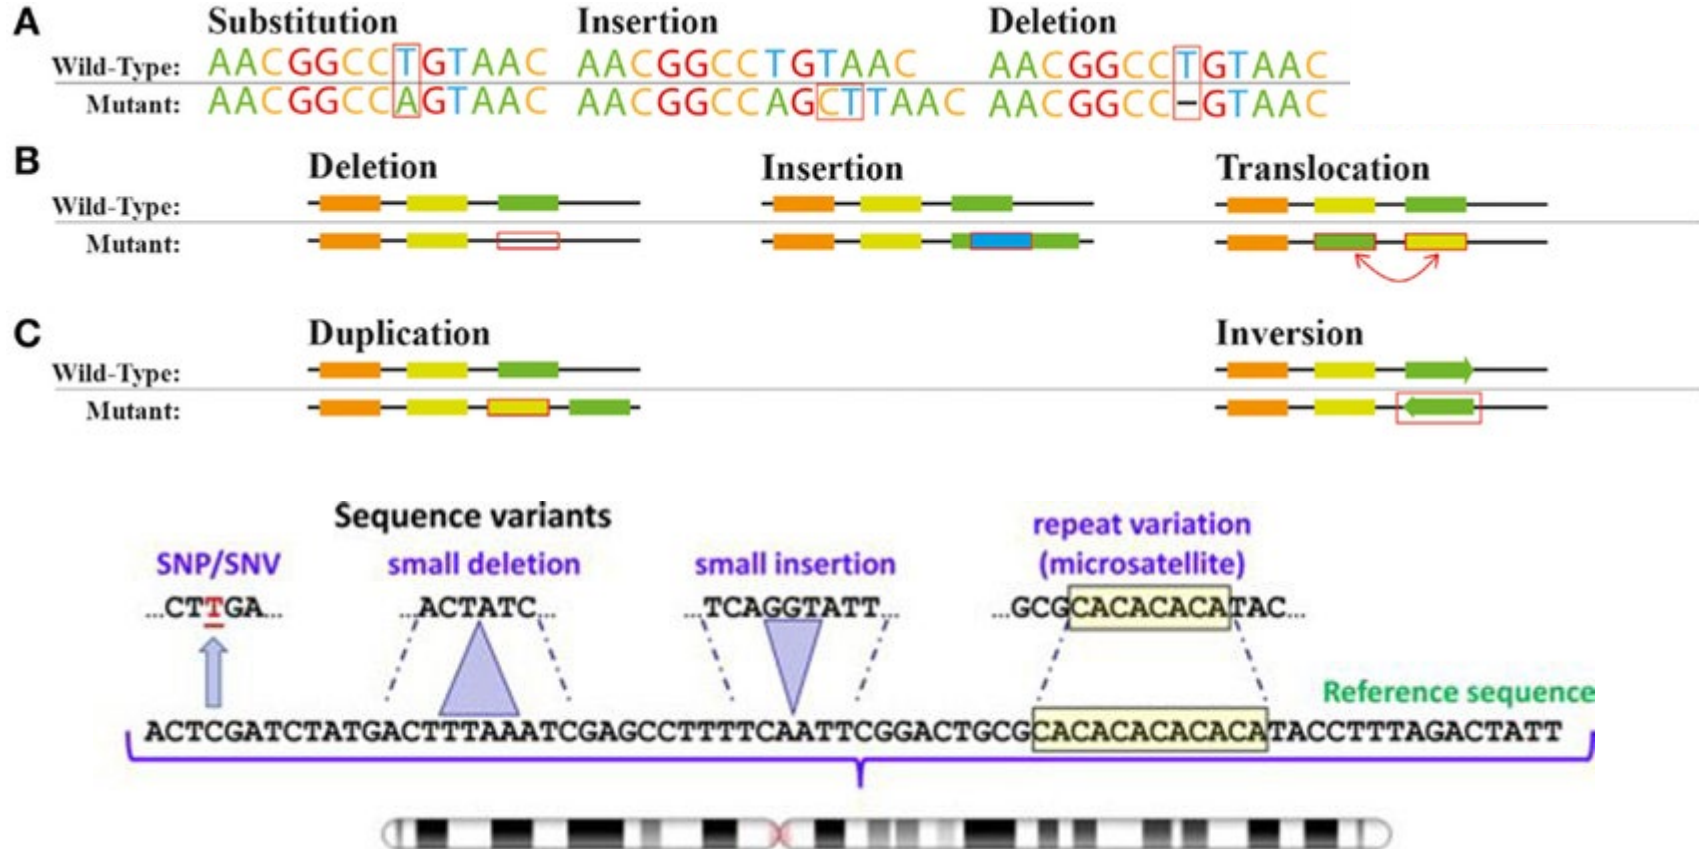 A
Substitution Insertion Deletion
Wild-Type: AACGGCCTGTAAC AACGGCCTGTAAC AACGGCCTGTAAC
Mutant: AACGGCCAGTAAC AACGGCCAGCTTAAC AACGGCC–GTAAC
B
Deletion Insertion Translocation
Wild-Type:
Mutant:
C
Duplication Inversion
Wild-Type:
Mutant:
Sequence variants
SNP/SNV small deletion small insertion repeat variation
(microsatellite)
...CTTGA... ...ACTATC... ...TCAGGTATT... ...GCGCACACACATAC...
Reference sequence
ACTCGATCTATGACTTTAAATCGAGCCTTTTCAATTCGGACTGCGCACACACACACATACCTTTAGACTATT